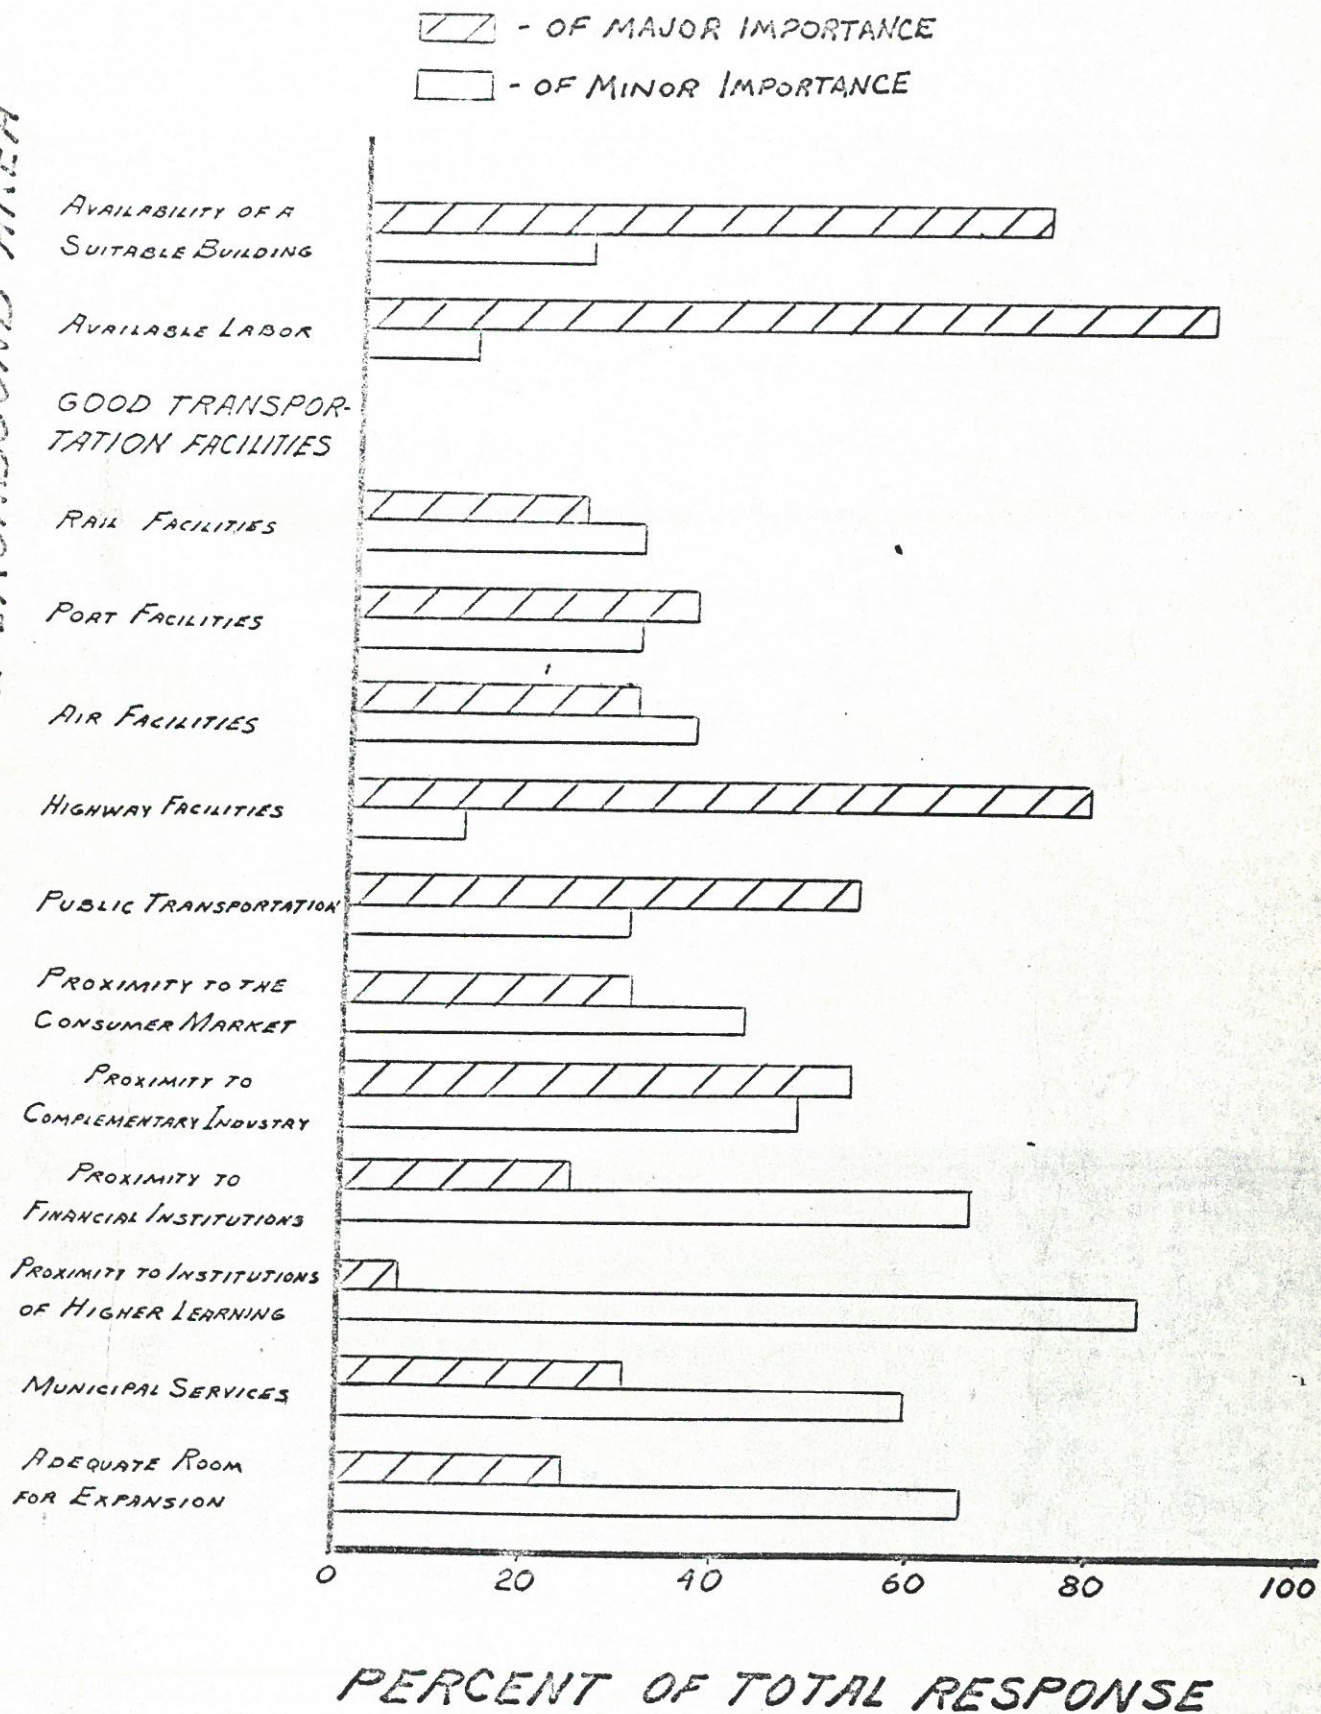 - OF MAJOR IMPORTANCE
- OF MINOR IMPORTANCE
AREA
AVAILABILITY OF A
SUITABLE BUILDING
AVAILABLE LABOR
GOOD TRANSPOR-
TATION FACILITIES
RAIL FACILITIES
PORT FACILITIES
AIR FACILITIES
HIGHWAY FACILITIES
PUBLIC TRANSPORTATION
PROXIMITY TO THE
CONSUMER MARKET
PROXIMITY TO
COMPLEMENTARY INDUSTRY
PROXIMITY TO
FINANCIAL INSTITUTIONS
PROXIMITY TO INSTITUTIONS
OF HIGHER LEARNING
MUNICIPAL SERVICES
ADEQUATE ROOM
FOR EXPANSION
0 20 40 60 80 100
PERCENT OF TOTAL RESPONSE